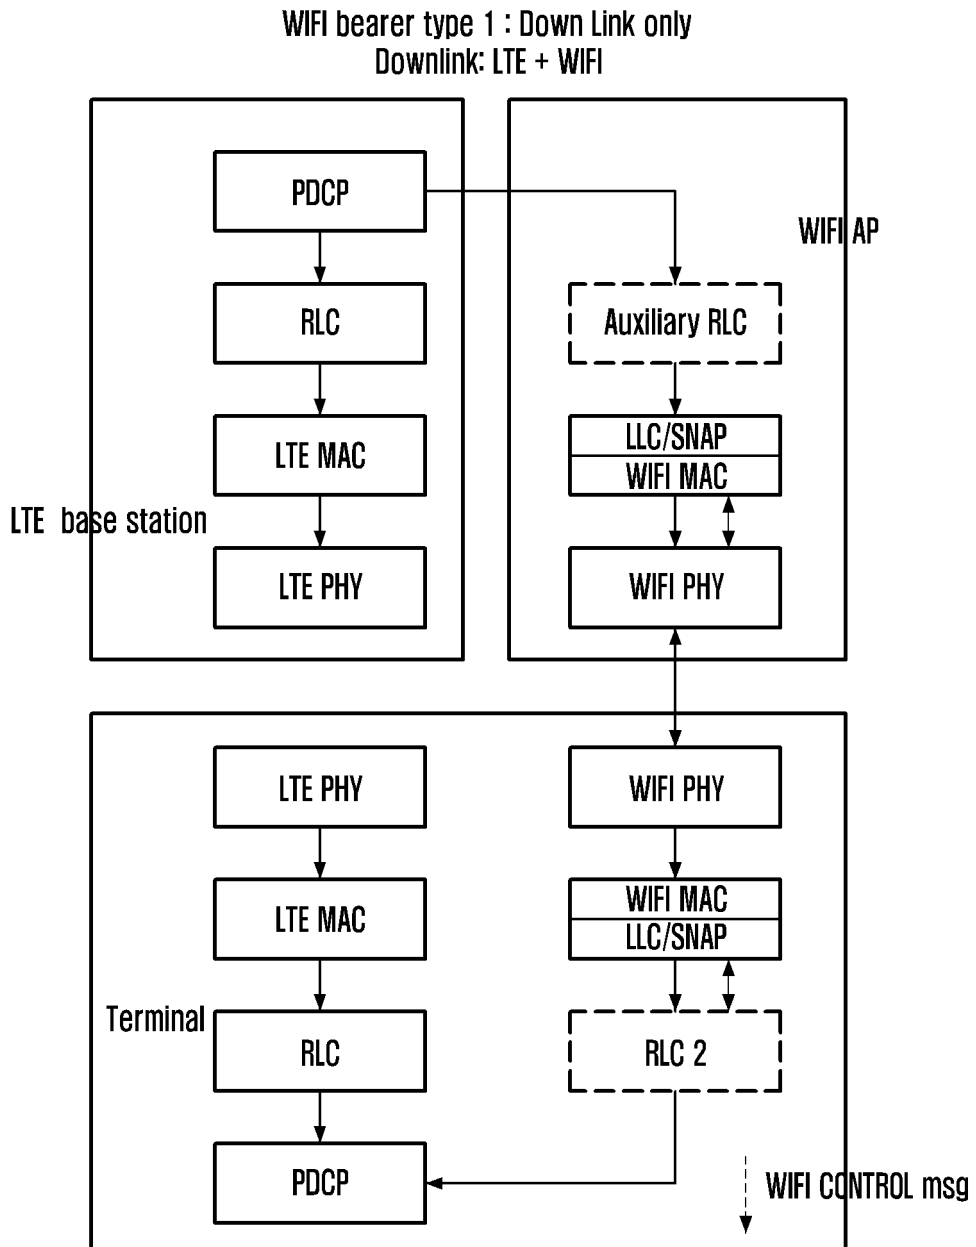 WIFI bearer type 1 : Down Link only
Downlink: LTE + WIFI
PDCP
WIFI AP
RLC
Auxiliary RLC
LTE MAC
LLC/SNAP
WIFI MAC
LTE base station
LTE PHY
WIFI PHY
LTE PHY
WIFI PHY
LTE MAC
WIFI MAC
LLC/SNAP
Terminal
RLC
RLC 2
PDCP
WIFI CONTROL msg